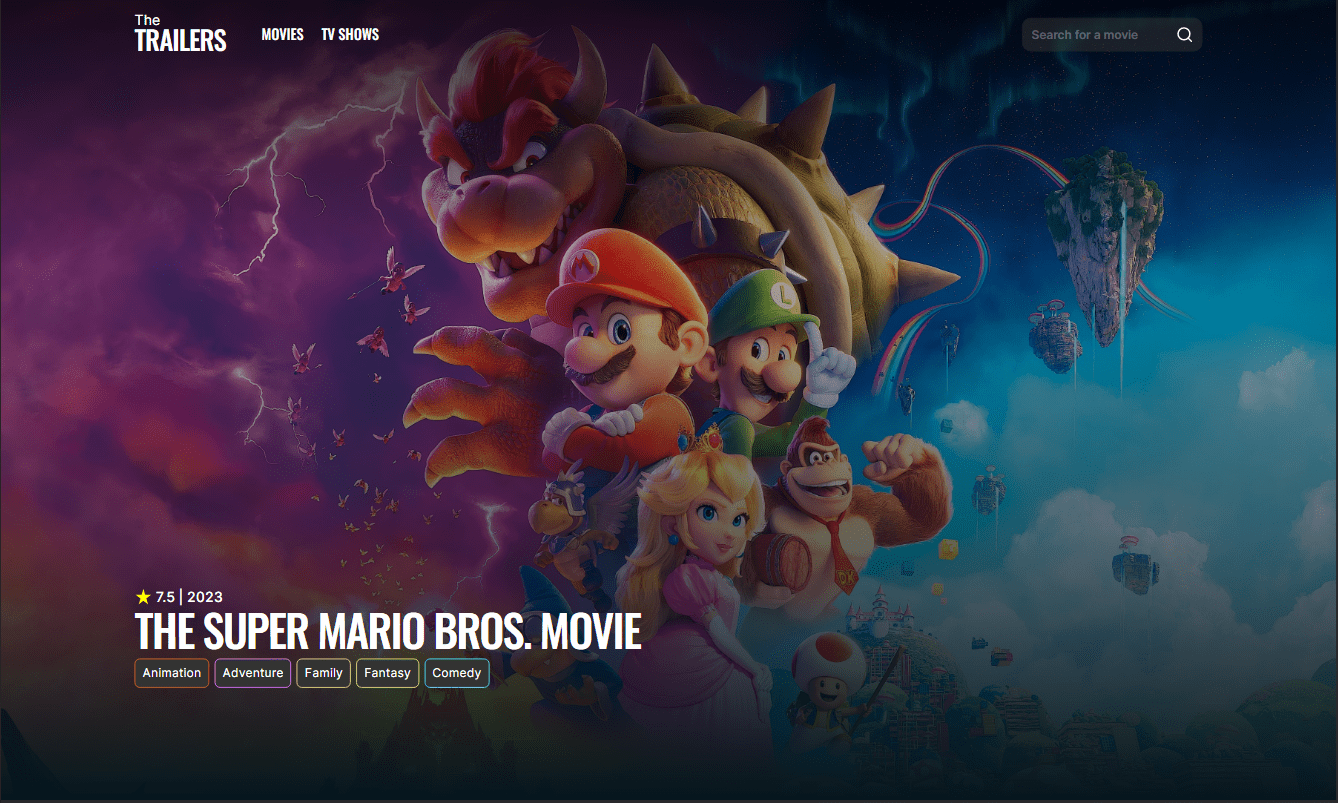 The
TRAILERS
MOVIES TV SHOWS
Search for a movie
M
L
DK
7.5 | 2023
THE SUPER MARIO BROS. MOVIE
Animation Adventure Family Fantasy Comedy